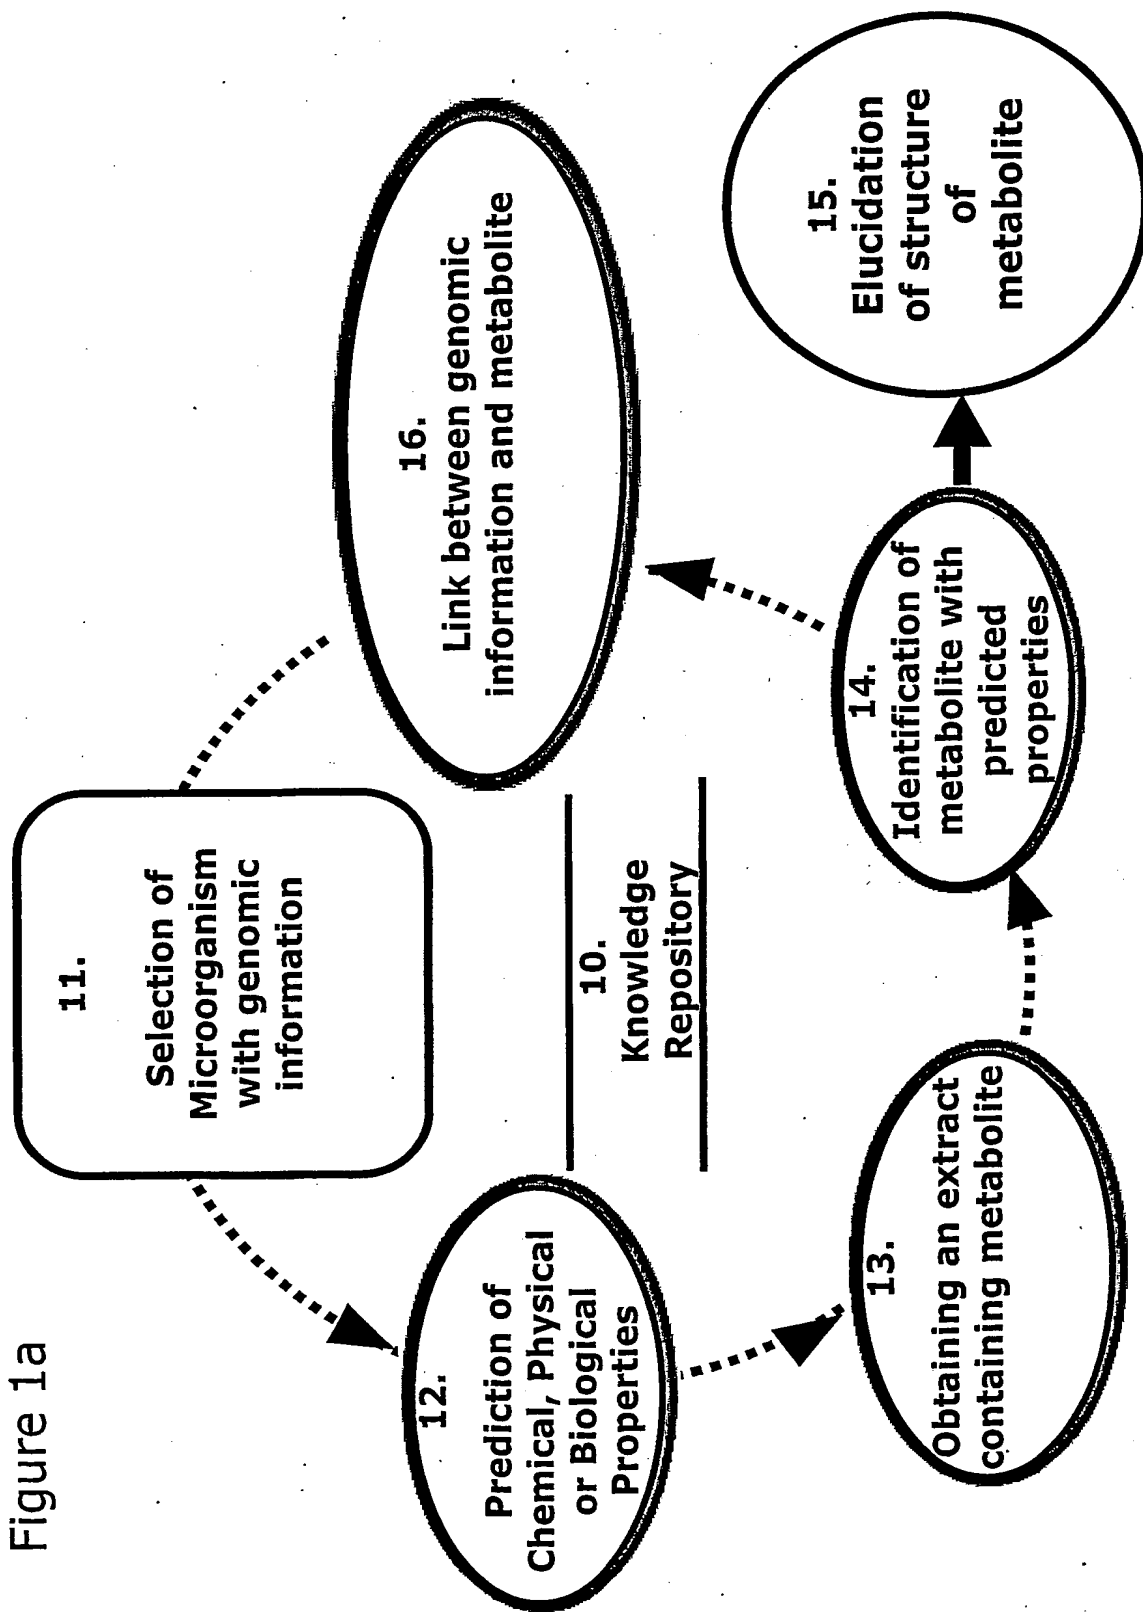 Figure 1a
11.
Selection of
Microorganism
with genomic
information
12.
Prediction of
Chemical, Physical
or Biological
Properties
10.
Knowledge
Repository
16.
Link between genomic
information and metabolite
13.
Obtaining an extract
containing metabolite
14.
Identification of
metabolite with
predicted
properties
15.
Elucidation
of structure
of
metabolite